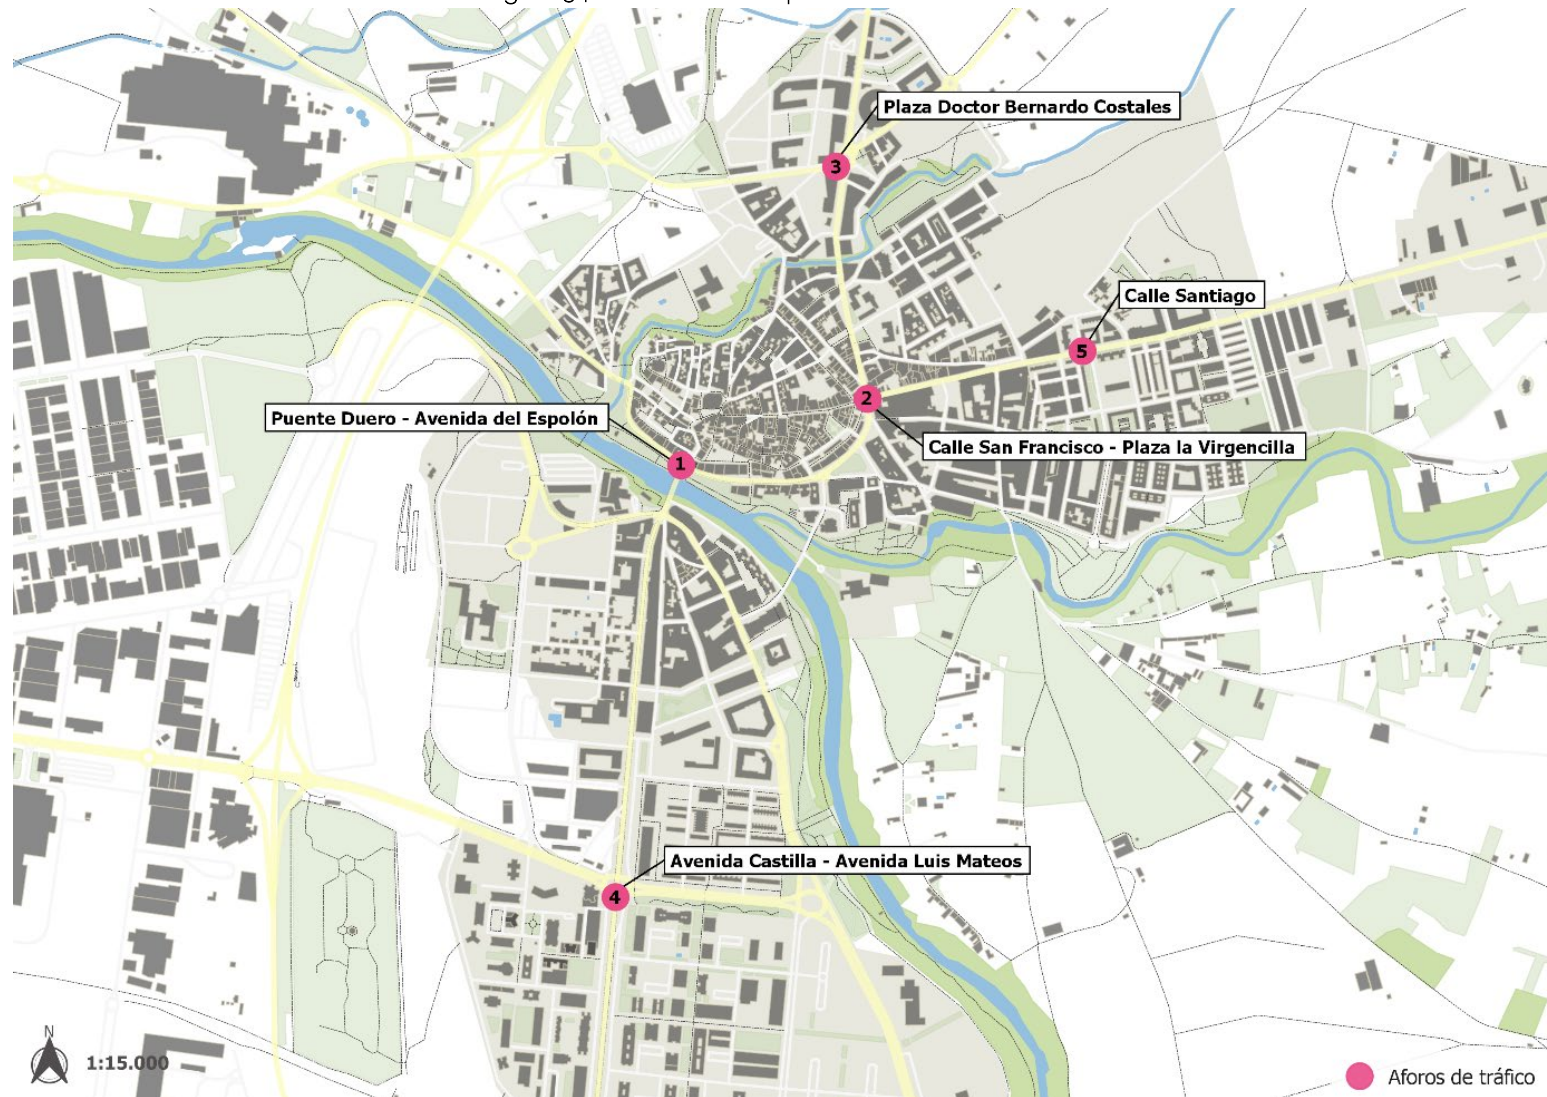 Plaza Doctor Bernardo Costales
3
Calle Santiago
5
2
Puente Duero - Avenida del Espolón
Calle San Francisco - Plaza la Virgencilla
1
Avenida Castilla - Avenida Luis Mateos
4
N
1:15.000
Aforos de tráfico